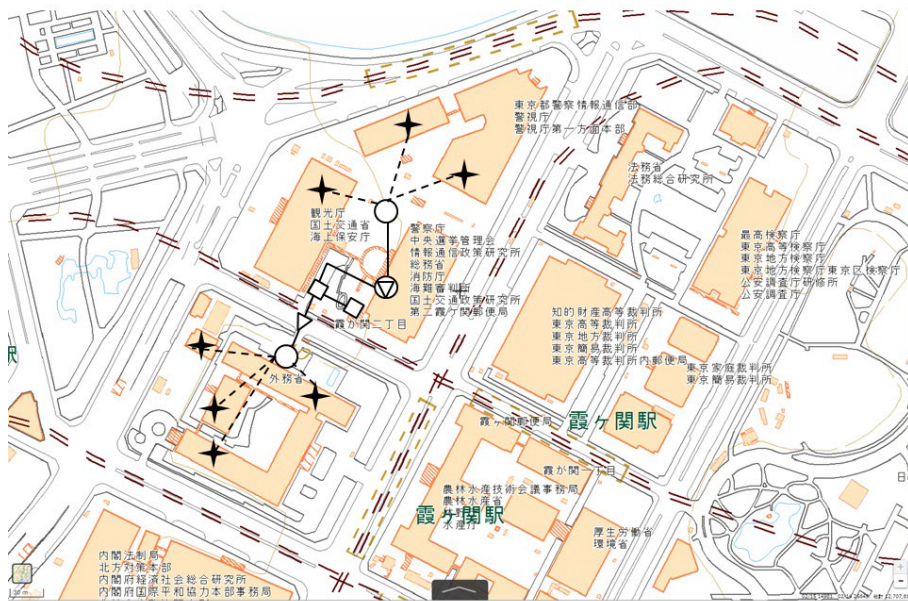 東京都警察情報通信部
警視庁
警視庁第一方面本部
法務省
法務総合研究所
観光庁
国土交通省
海上保安庁
警察庁
中央選挙管理会
情報通信政策研究所
総務省
消防庁
海難審判所
国土交通政策研究所
第二霞ケ関郵便局
最高検察庁
東京高等検察庁
東京地方検察庁
東京地方検察庁東京区検察庁
公安調査庁研修所
公安調査庁
知的財産高等裁判所
東京高等裁判所
東京地方裁判所
東京簡易裁判所
東京高等裁判所内郵便局
霞が関二丁目
駅
外務省
東京家庭裁判所
東京簡易裁判所
霞ケ関郵便局
霞ヶ関駅
霞が関一丁目
農林水産技術会議事務局
農林水産省
水産庁
霞ヶ関駅
厚生労働省
環境省
日
内閣法制局
北方対策本部
内閣府経済社会総合研究所
内閣府国際平和協力本部事務局